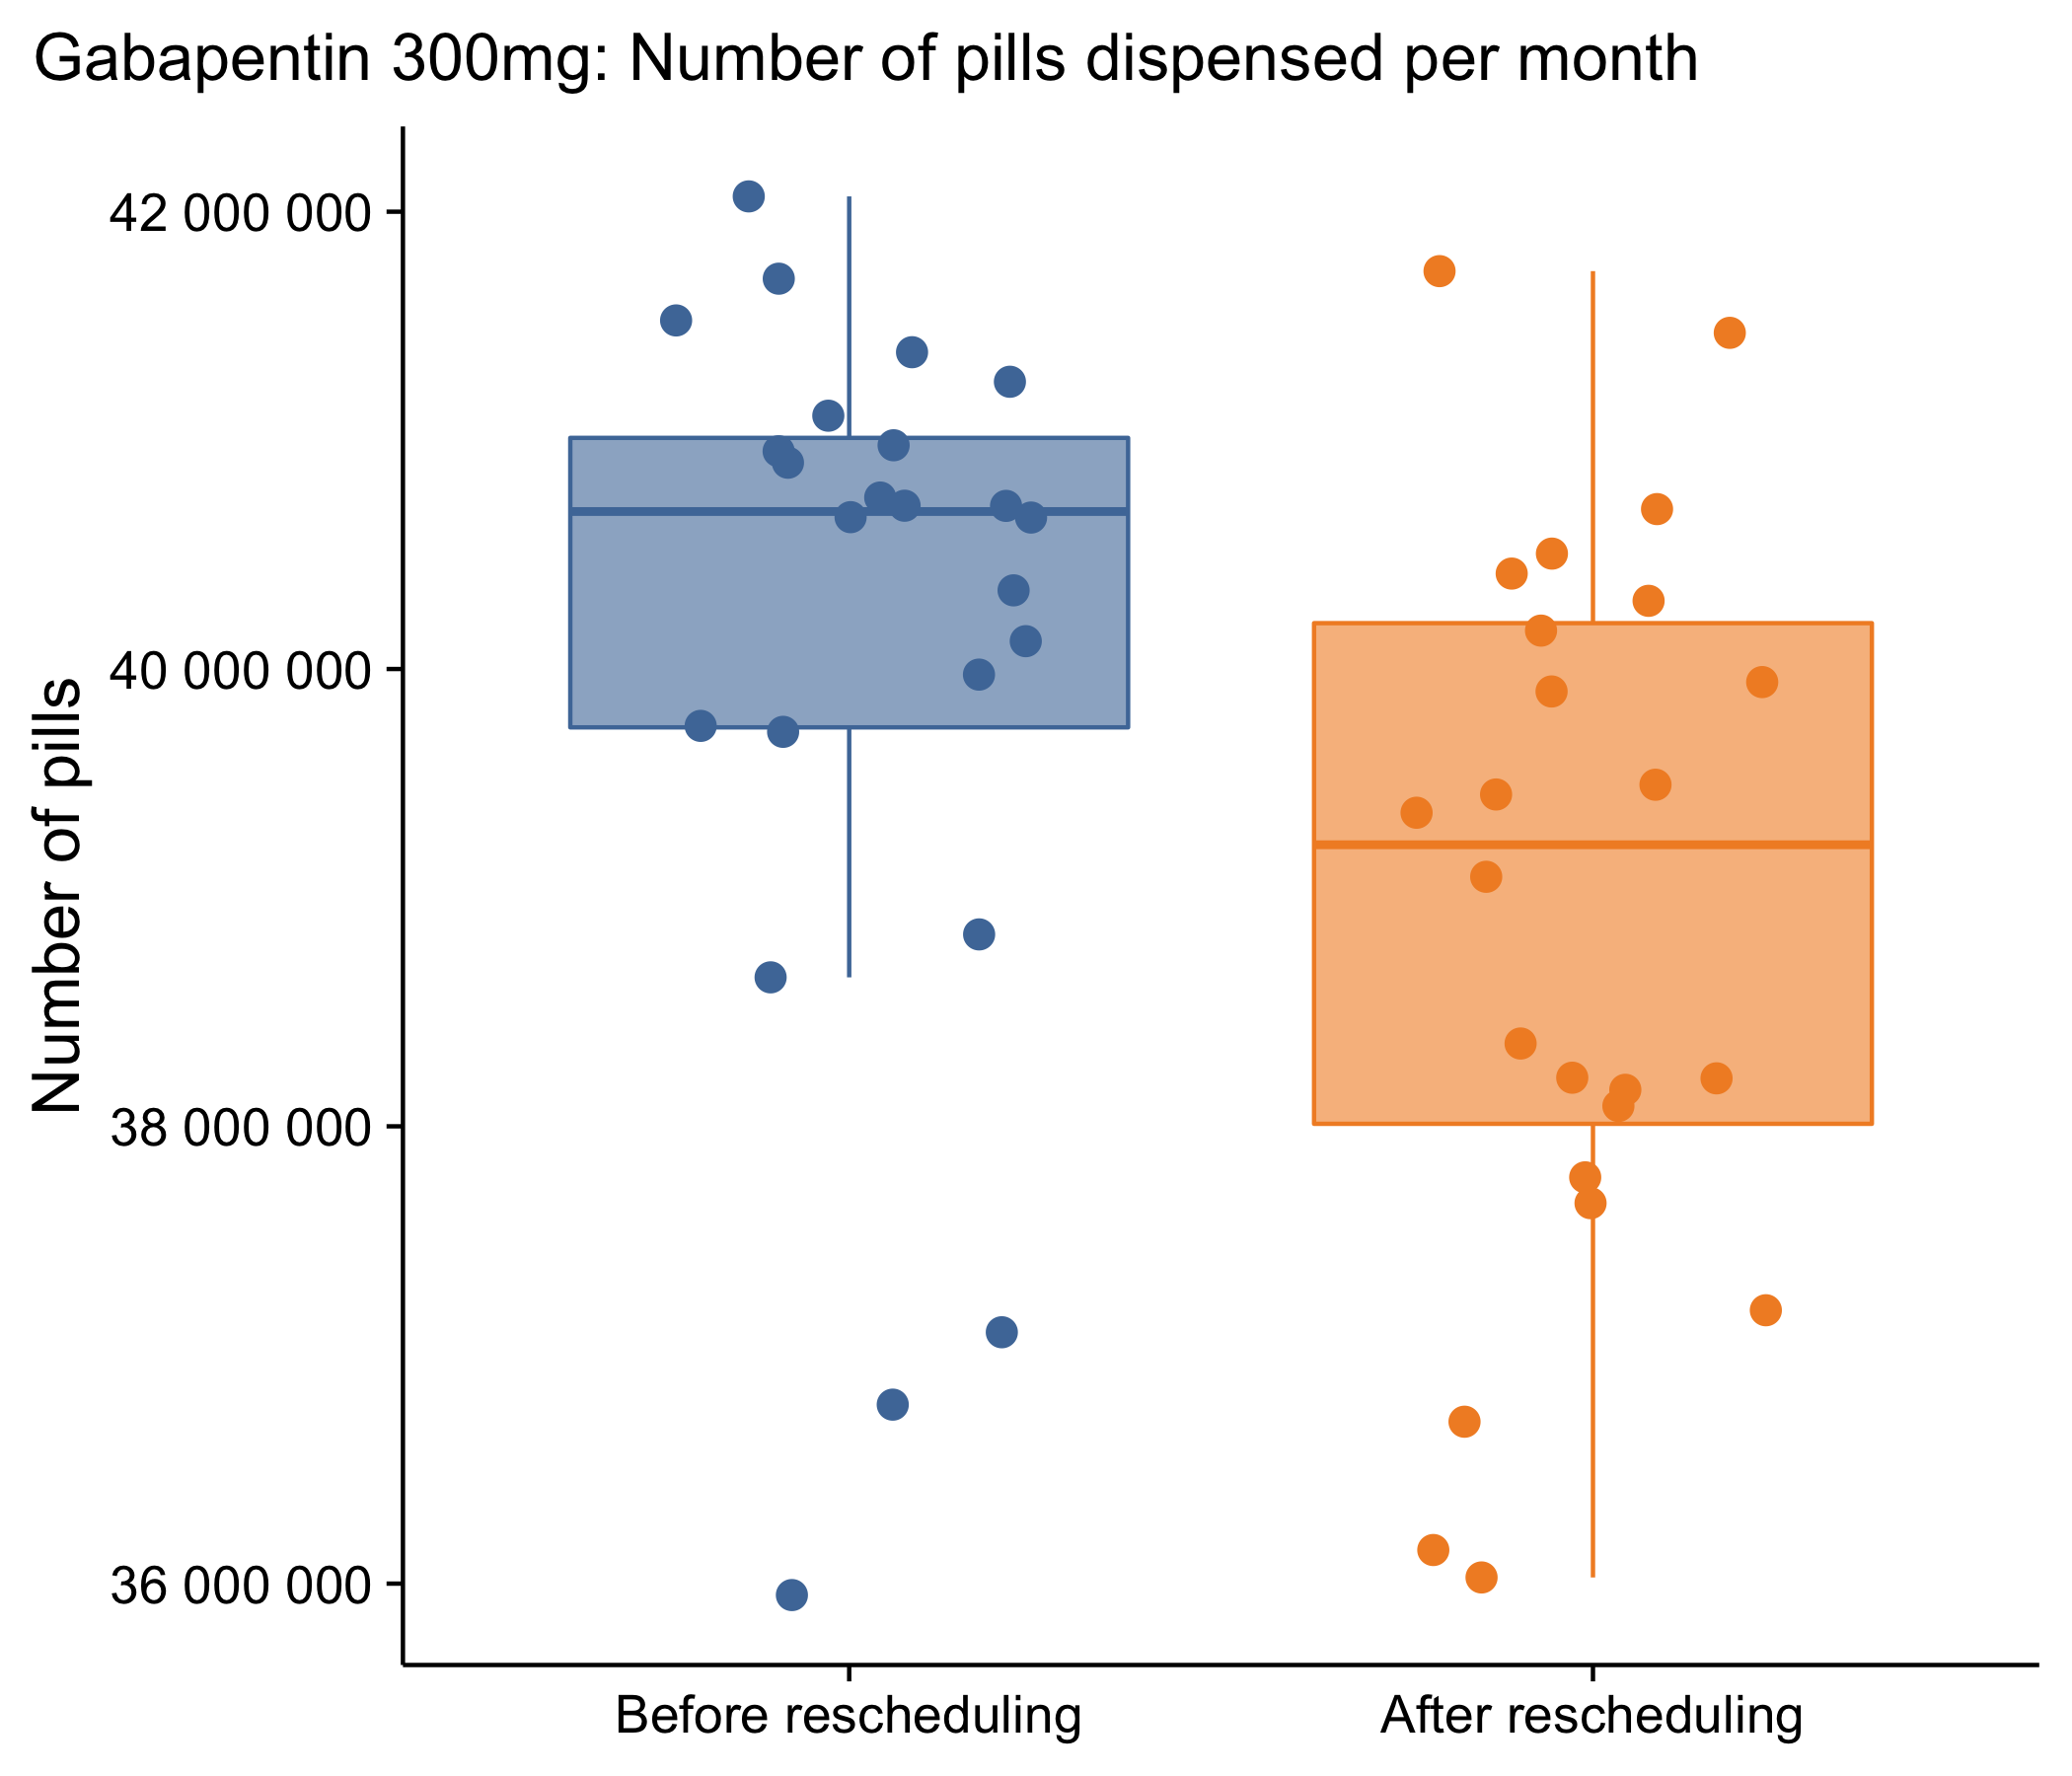 Gabapentin 300mg: Number of pills dispensed per month
Number of pills
42 000 000
40 000 000
38 000 000
36 000 000
Before rescheduling
After rescheduling